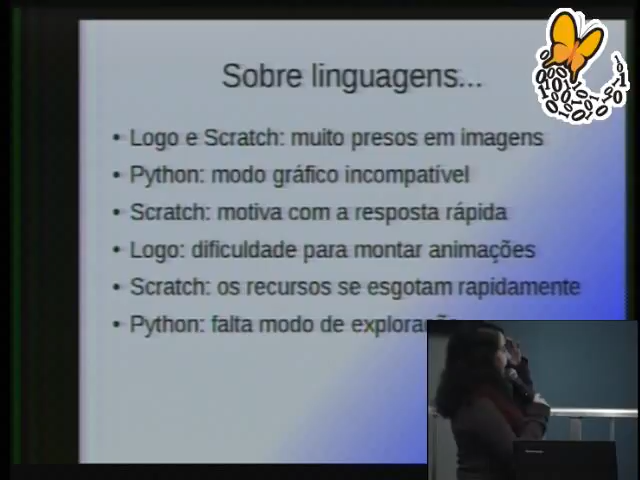 Sobre linguagens...
• Logo e Scratch: muito presos em imagens
• Python: modo gráfico incompatível
• Scratch: motiva com a resposta rápida
• Logo: dificuldade para montar animações
• Scratch: os recursos se esgotam rapidamente
• Python: falta modo de